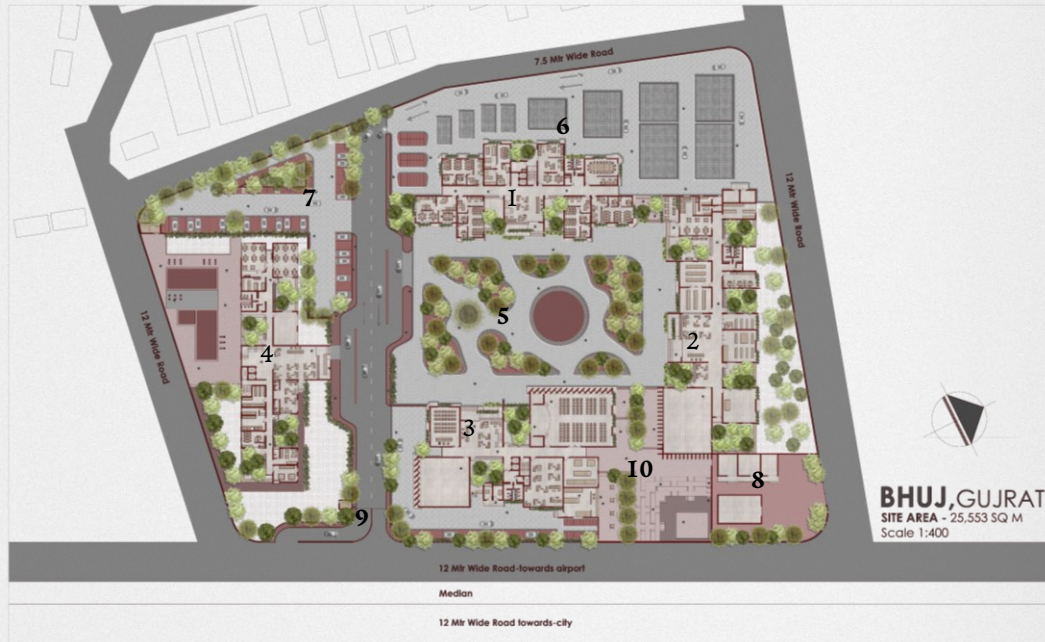 7.5 Mtr Wide Road
6
7
1
12 Mtr Wide Road
5
2
4
12 Mtr Wide Road
3
10
8
9
BHUJ, GUJRAT
SITE AREA - 25,553 SQ M
Scale 1:400
12 Mtr Wide Road-towards airport
Median
12 Mtr Wide Road towards-city